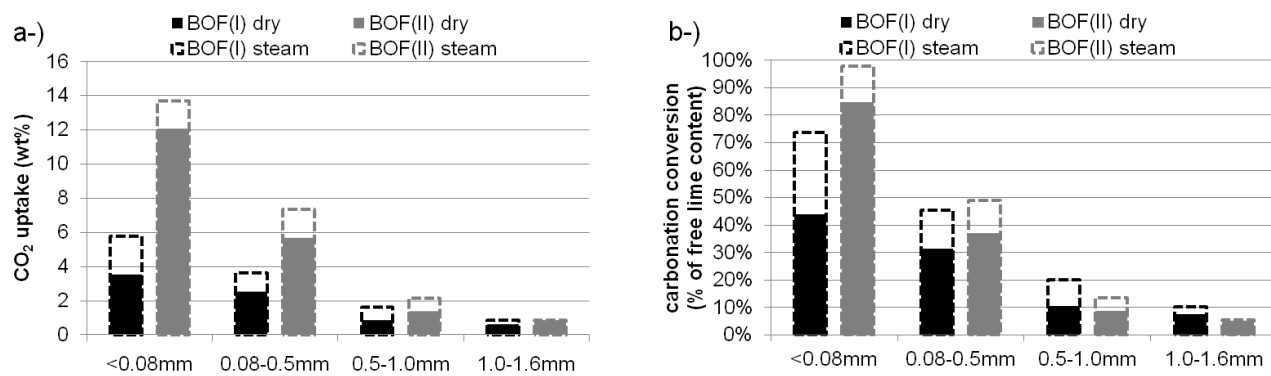 a-)
BOF(I) dry BOF(II) dry
BOF(I) steam BOF(II) steam
CO₂ uptake (wt%)
16
14
12
10
8
6
4
2
0
<0.08mm 0.08-0.5mm 0.5-1.0mm 1.0-1.6mm
b-)
BOF(I) dry BOF(II) dry
BOF(I) steam BOF(II) steam
carbonation conversion
(% of free lime content)
100%
90%
80%
70%
60%
50%
40%
30%
20%
10%
0%
<0.08mm 0.08-0.5mm 0.5-1.0mm 1.0-1.6mm